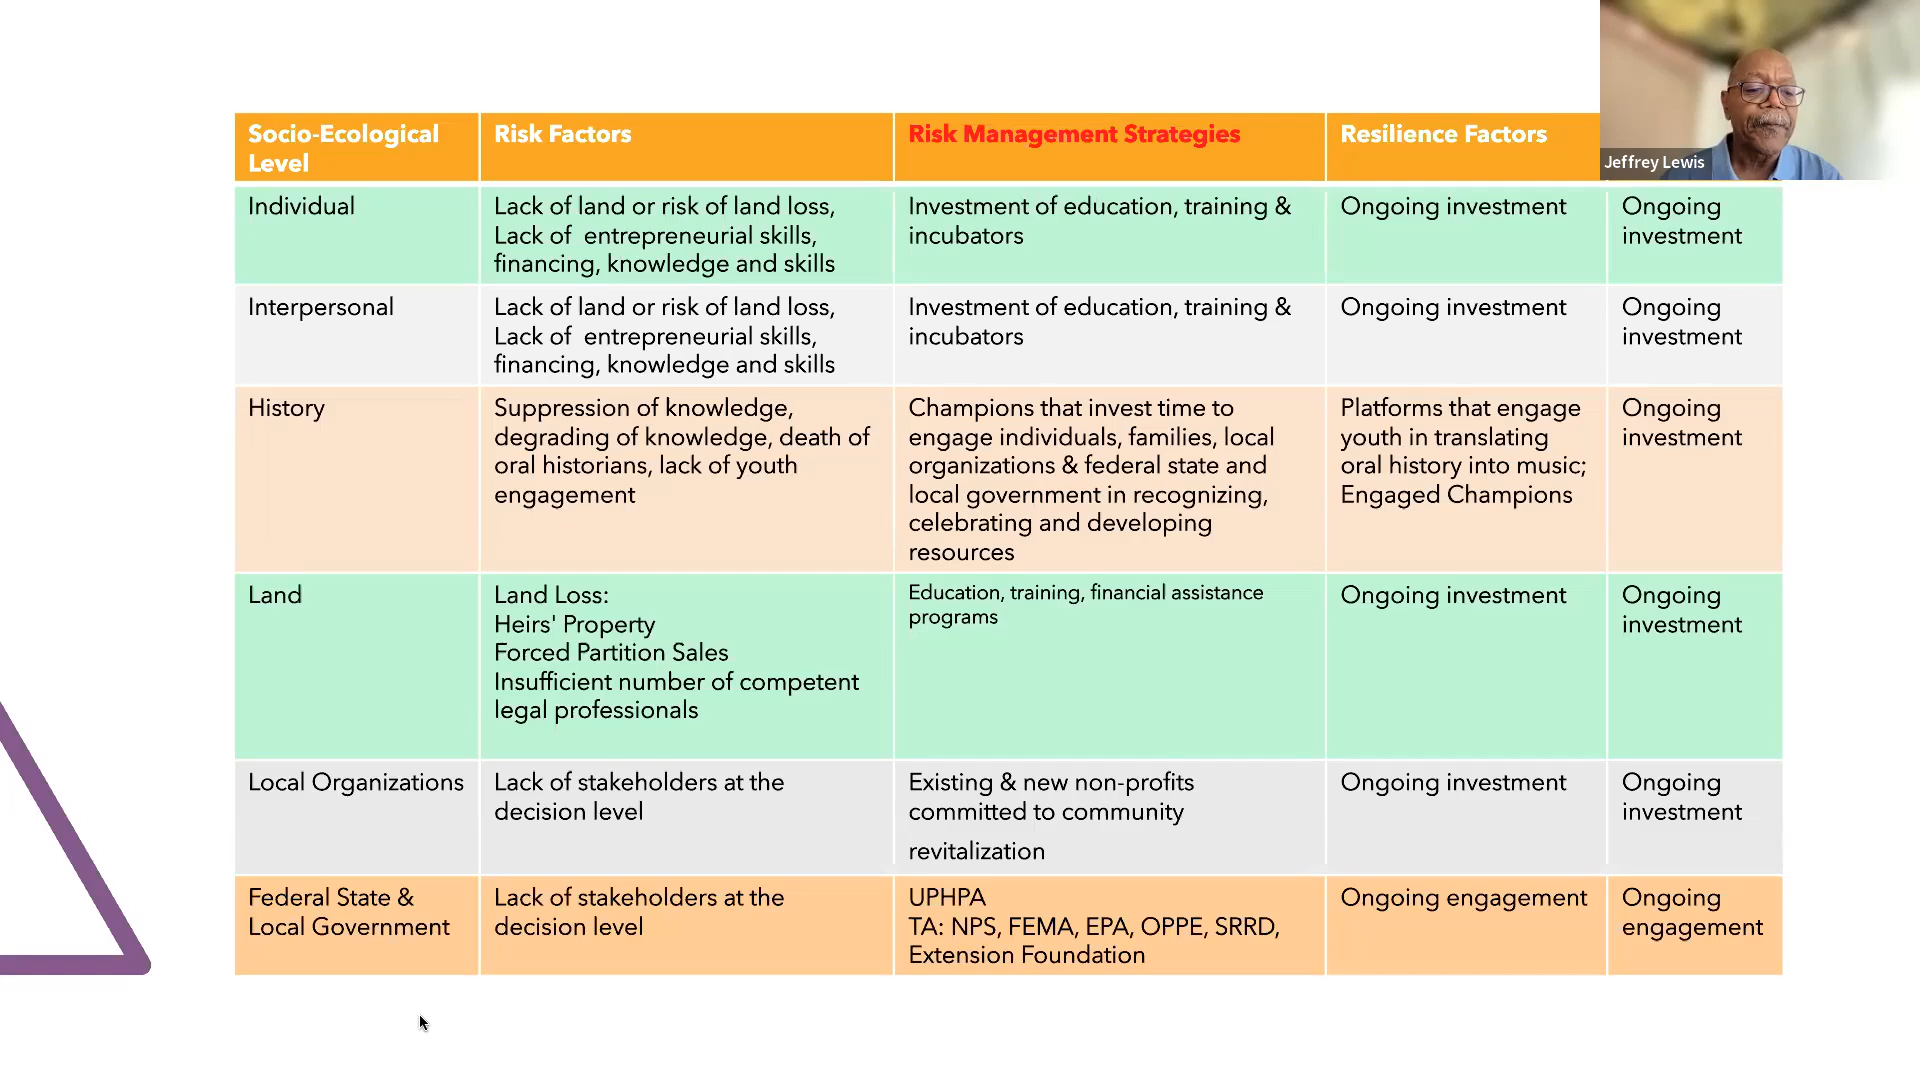 Socio-Ecological
Level
Risk Factors
Risk Management Strategies
Resilience Factors
Jeffrey Lewis
Individual
Lack of land or risk of land loss,
Lack of  entrepreneurial skills,
financing, knowledge and skills
Investment of education, training &
incubators
Ongoing investment
Ongoing
investment
Interpersonal
Lack of land or risk of land loss,
Lack of  entrepreneurial skills,
financing, knowledge and skills
Investment of education, training &
incubators
Ongoing investment
Ongoing
investment
History
Suppression of knowledge,
degrading of knowledge, death of
oral historians, lack of youth
engagement
Champions that invest time to
engage individuals, families, local
organizations & federal state and
local government in recognizing,
celebrating and developing
resources
Platforms that engage
youth in translating
oral history into music;
Engaged Champions
Ongoing
investment
Land
Land Loss:
Heirs' Property
Forced Partition Sales
Insufficient number of competent
legal professionals
Education, training, financial assistance
programs
Ongoing investment
Ongoing
investment
Local Organizations
Lack of stakeholders at the
decision level
Existing & new non-profits
committed to community
revitalization
Ongoing investment
Ongoing
investment
Federal State &
Local Government
Lack of stakeholders at the
decision level
UPHPA
TA: NPS, FEMA, EPA, OPPE, SRRD,
Extension Foundation
Ongoing engagement
Ongoing
engagement